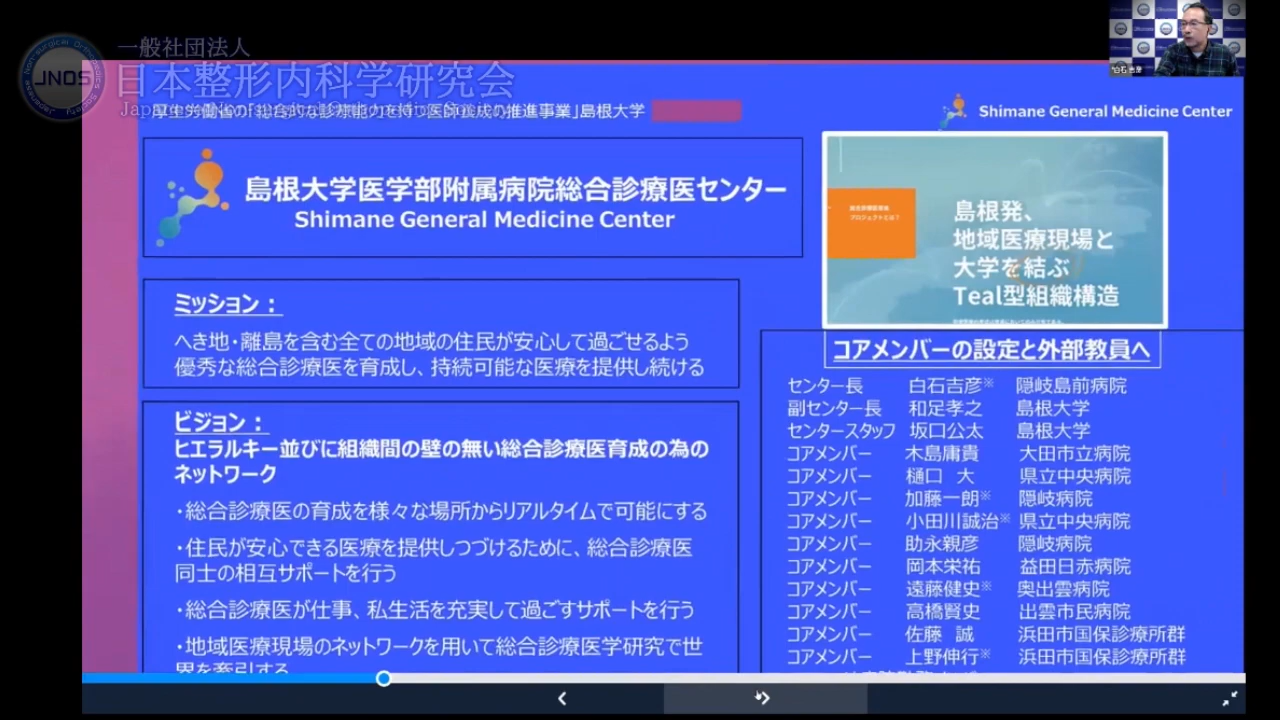 一般社団法人
JNOS
日本整形内科学研究会
厚生労働省の「総合的な診療能力を持つ医師養成の推進事業」島根大学
白石 吉彦
Shimane General Medicine Center
島根大学医学部附属病院総合診療医センター
Shimane General Medicine Center
島根発、
地域医療現場と
大学を結ぶ
Teal型組織構造
ミッション：
へき地・離島を含む全ての地域の住民が安心して過ごせるよう
優秀な総合診療医を育成し、持続可能な医療を提供し続ける
ビジョン：
ヒエラルキー並びに組織間の壁の無い総合診療医育成の為の
ネットワーク
・総合診療医の育成を様々な場所からリアルタイムで可能にする
・住民が安心できる医療を提供しつづけるために、総合診療医
同士の相互サポートを行う
・総合診療医が仕事、私生活を充実して過ごすサポートを行う
・地域医療現場のネットワークを用いて総合診療医学研究で世
界を牽引する
コアメンバーの設定と外部教員へ
センター長 白石吉彦※ 隠岐島前病院
副センター長 和足孝之 島根大学
センタースタッフ 坂口公太 島根大学
コアメンバー 木島庸貴 大田市立病院
コアメンバー 樋口 大 県立中央病院
コアメンバー 加藤一朗※ 隠岐病院
コアメンバー 小田川誠治※ 県立中央病院
コアメンバー 助永親彦 隠岐病院
コアメンバー 岡本栄祐 益田日赤病院
コアメンバー 遠藤健史※ 奥出雲病院
コアメンバー 高橋賢史 出雲市民病院
コアメンバー 佐藤 誠 浜田市国保診療所群
コアメンバー 上野伸行※ 浜田市国保診療所群